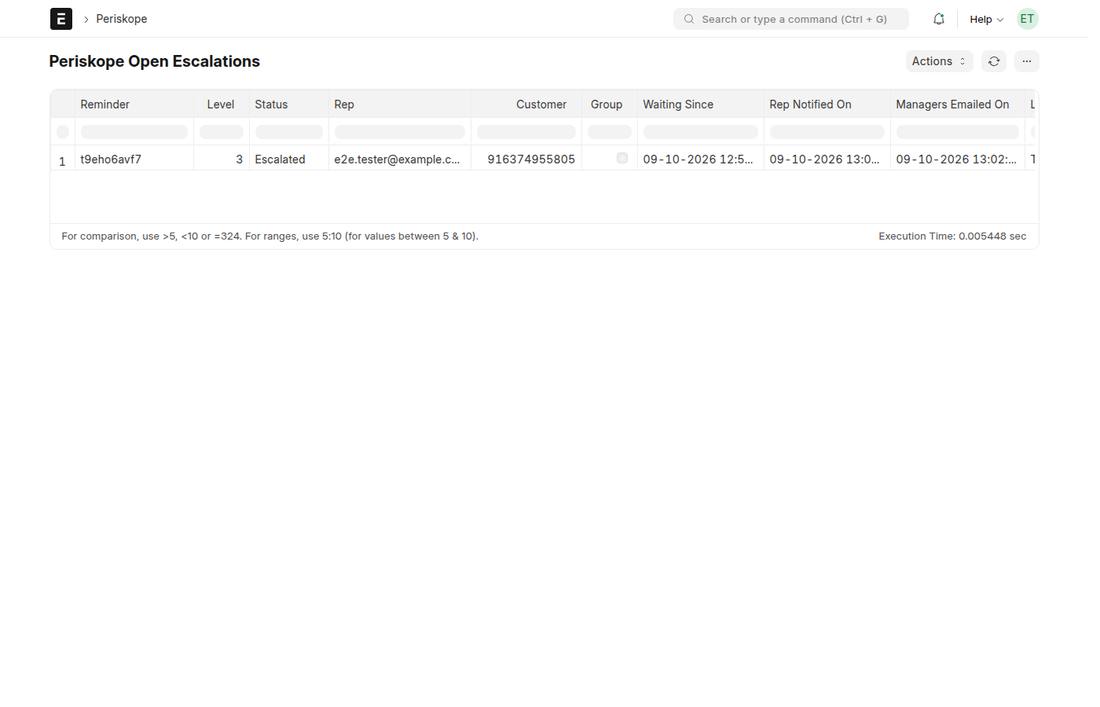 Periskope
Search or type a command (Ctrl + G)
Help
ET
Periskope Open Escalations
Actions
Reminder Level Status Rep Customer Group Waiting Since Rep Notified On Managers Emailed On L
1 t9eho6avf7 3 Escalated e2e.tester@example.c... 916374955805 09-10-2026 12:5... 09-10-2026 13:0... 09-10-2026 13:02:... T
For comparison, use >5, <10 or =324. For ranges, use 5:10 (for values between 5 & 10).
Execution Time: 0.005448 sec